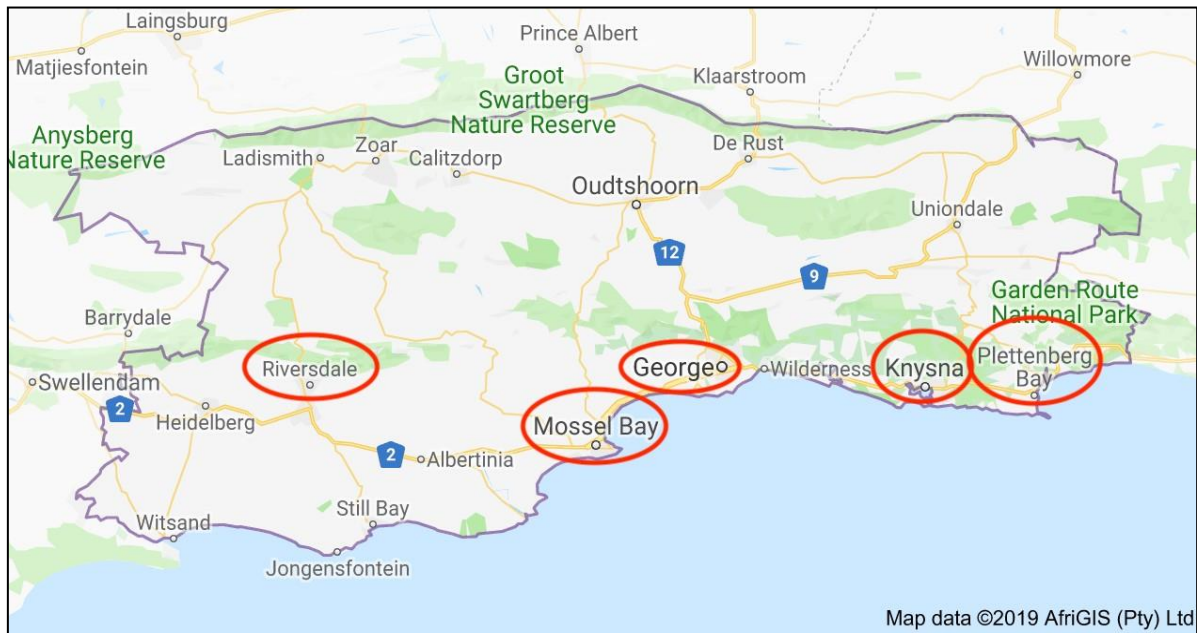 Laingsburg
Matjiesfontein
Prince Albert
Klaarstroom
Willowmore
Groot
Swartberg
Nature Reserve
Anysberg
Nature Reserve
Ladismith
Zoar
Calitzdorp
De Rust
Oudtshoorn
Uniondale
12
9
Garden Route
National Park
Barrydale
Riversdale
George
Wilderness
Knysna
Plettenberg
Bay
Swellendam
2
Heidelberg
Mossel Bay
2
Albertinia
Still Bay
Witsand
Jongensfontein
Map data ©2019 AfriGIS (Pty) Ltd